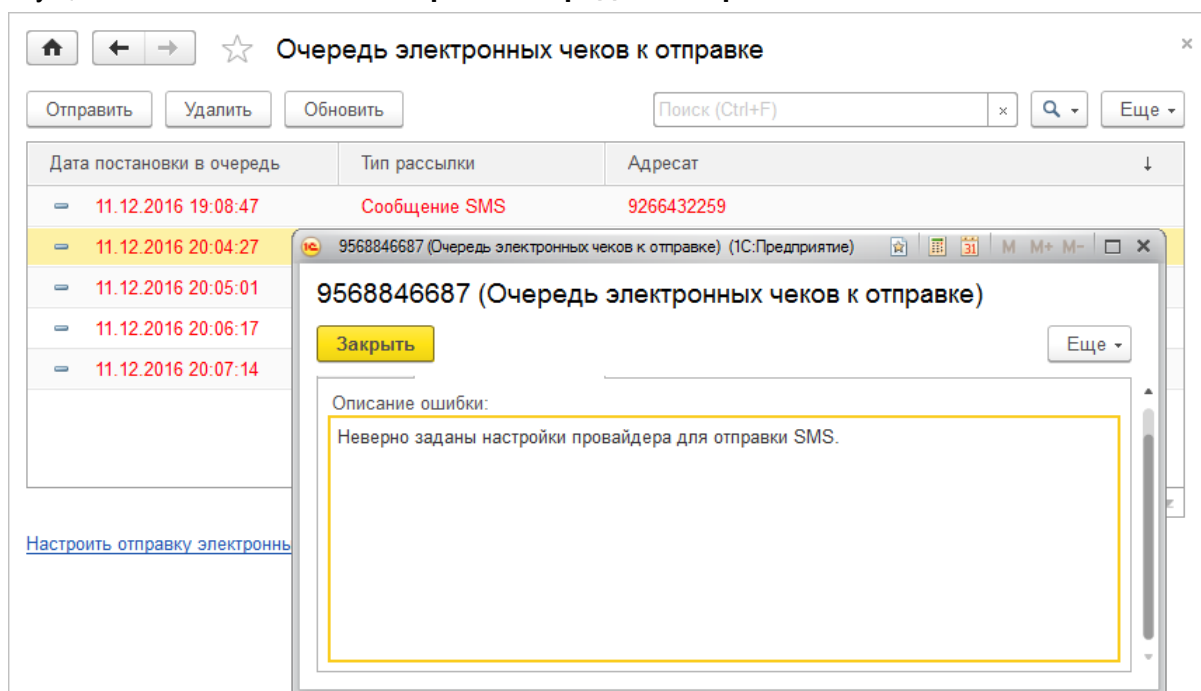 Очередь электронных чеков к отправке
Отправить Удалить Обновить Поиск (Ctrl+F) Еще
Дата постановки в очередь Тип рассылки Адресат
11.12.2016 19:08:47 Сообщение SMS 9266432259
11.12.2016 20:04:27
9568846687 (Очередь электронных чеков к отправке) (1С:Предприятие) M M+ M-
11.12.2016 20:05:01
9568846687 (Очередь электронных чеков к отправке)
11.12.2016 20:06:17
Закрыть Еще
11.12.2016 20:07:14
Описание ошибки:
Неверно заданы настройки провайдера для отправки SMS.
Настроить отправку электроннь